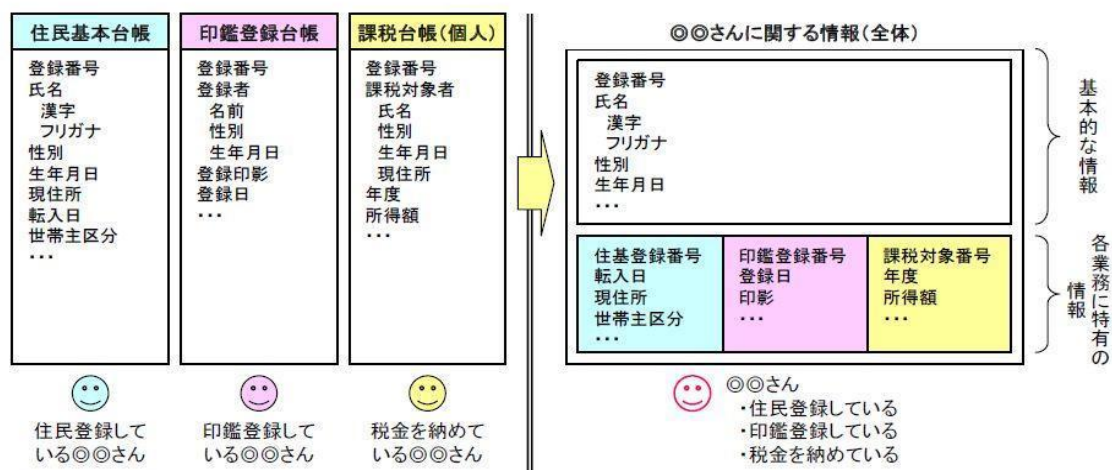 住民基本台帳
登録番号
氏名
漢字
フリガナ
性別
生年月日
現住所
転入日
世帯主区分
・・・
住民登録して
いる◎◎さん
印鑑登録台帳
登録番号
登録者
名前
性別
生年月日
登録印影
登録日
・・・
印鑑登録して
いる◎◎さん
課税台帳(個人)
登録番号
課税対象者
氏名
性別
生年月日
現住所
年度
所得額
・・・
税金を納めて
いる◎◎さん
◎◎さんに関する情報(全体)
登録番号
氏名
漢字
フリガナ
性別
生年月日
・・・
基本的な情報
住基登録番号
転入日
現住所
世帯主区分
・・・
印鑑登録番号
登録日
印影
・・・
課税対象番号
年度
所得額
・・・
各業務に特有の
情報
◎◎さん
・住民登録している
・印鑑登録している
・税金を納めている